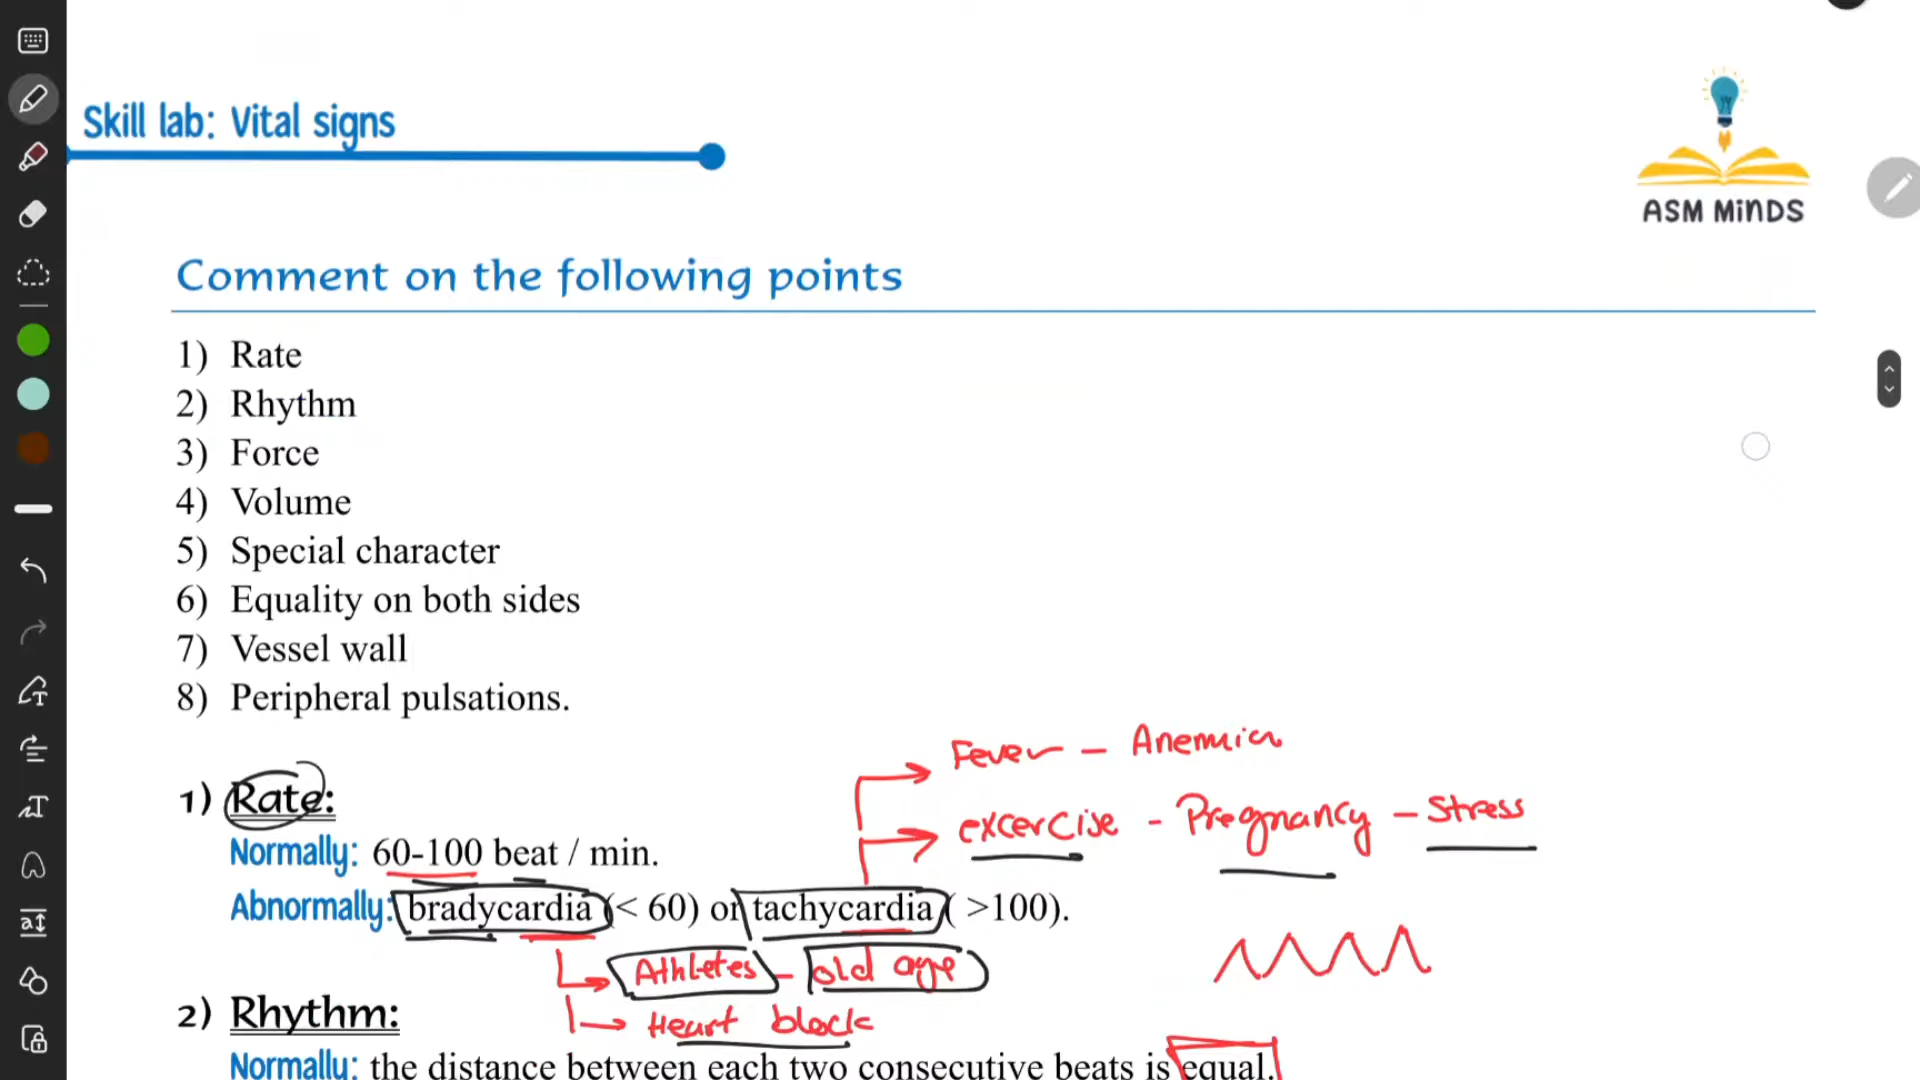 Skill lab: Vital signs
ASM MiNDS
Comment on the following points
1) Rate
2) Rhythm
3) Force
4) Volume
5) Special character
6) Equality on both sides
7) Vessel wall
8) Peripheral pulsations.
Fever - Anemia
1) Rate:
excercise - Pregnancy - Stress
Normally: 60-100 beat / min.
Abnormally: bradycardia (< 60) or tachycardia ( >100).
Athletes - old age
Heart block
2) Rhythm:
Normally: the distance between each two consecutive beats is equal.